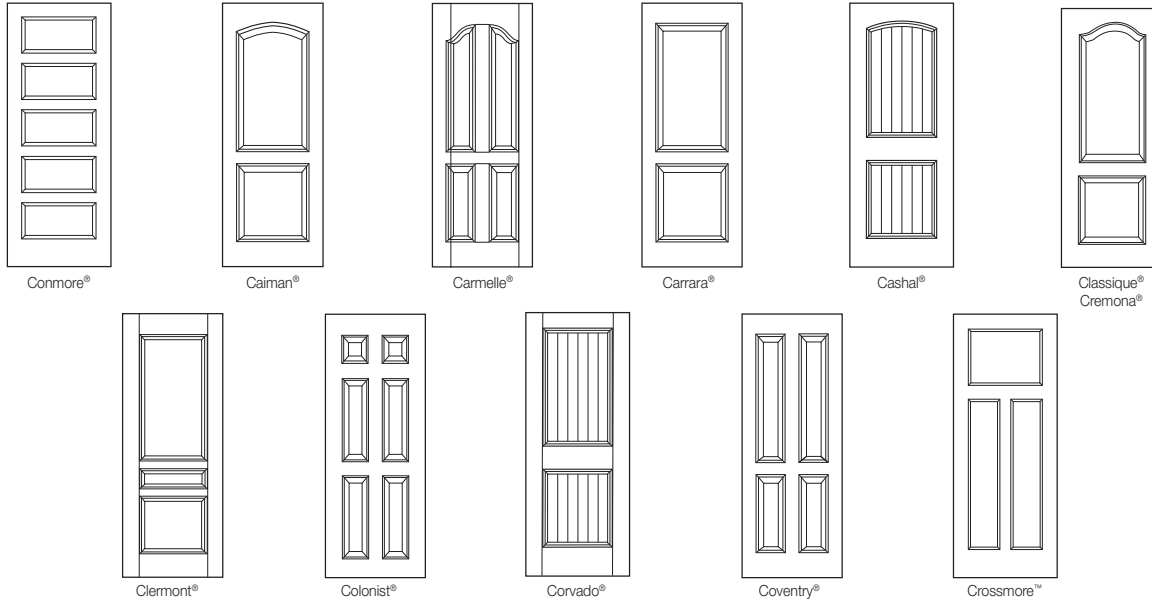 Conmore®
Caiman®
Carmelle®
Carrara®
Cashal®
Classique®
Cremona®
Clermont®
Colonist®
Corvado®
Coventry®
Crossmore™